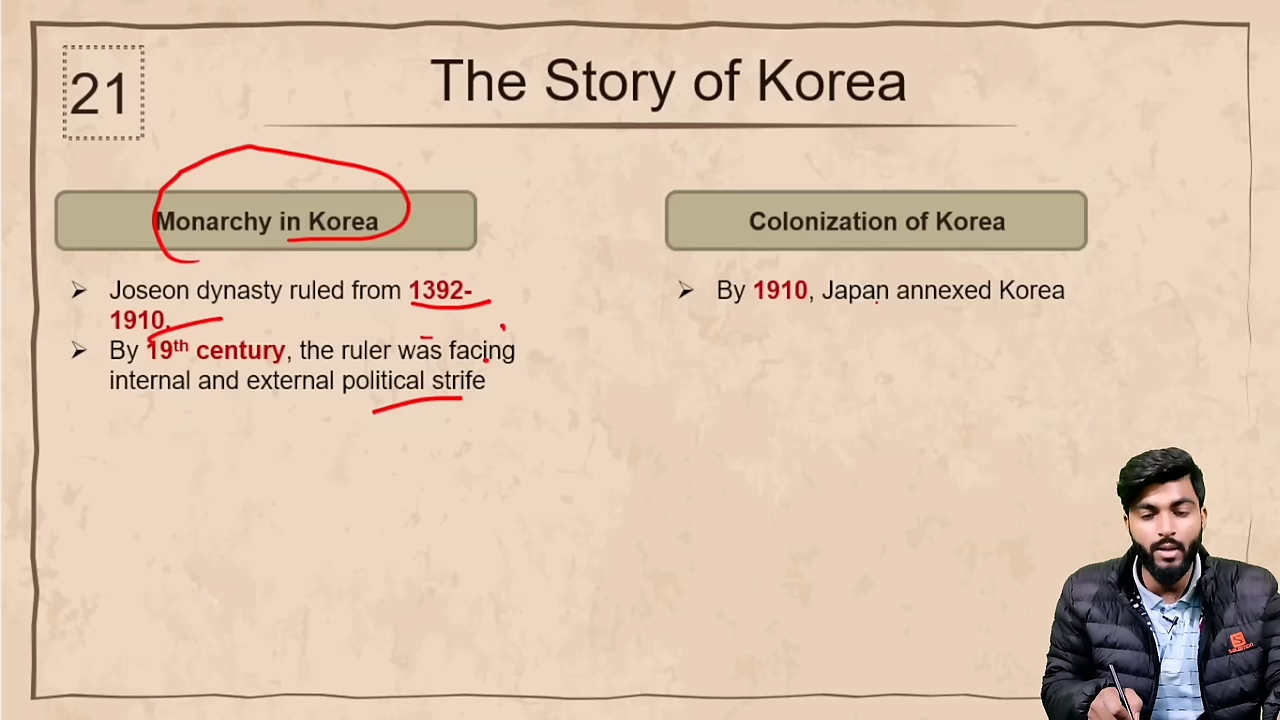 21
The Story of Korea
Monarchy in Korea
➢ Joseon dynasty ruled from 1392-
1910.
➢ By 19th century, the ruler was facing
internal and external political strife
Colonization of Korea
➢ By 1910, Japan annexed Korea
salomon